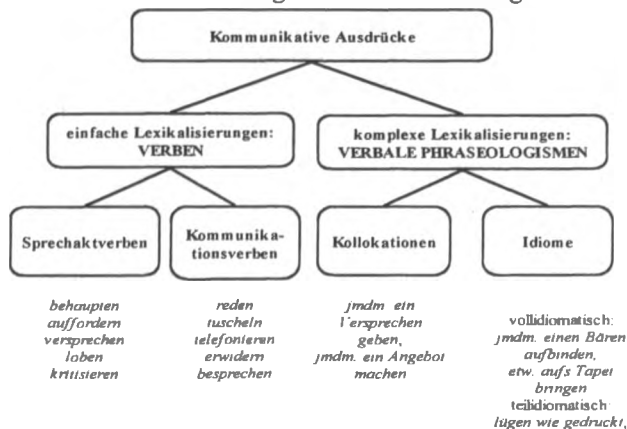 Kommunikative Ausdrücke
einfache Lexikalisierungen:
VERBEN
komplexe Lexikalisierungen:
VERBALE PHRASEOLOGISMEN
Sprechaktverben
Kommunika-
tionsverben
Kollokationen
Idiome
behaupten
auffordern
versprechen
loben
kritisieren
reden
tuscheln
telefonieren
erwidern
besprechen
jmdm ein
Versprechen
geben,
jmdm. ein Angebot
machen
vollidiomatisch:
jmdm. einen Bären
aufbinden,
etw. aufs Tapet
bringen
teilidiomatisch
lügen wie gedruckt,